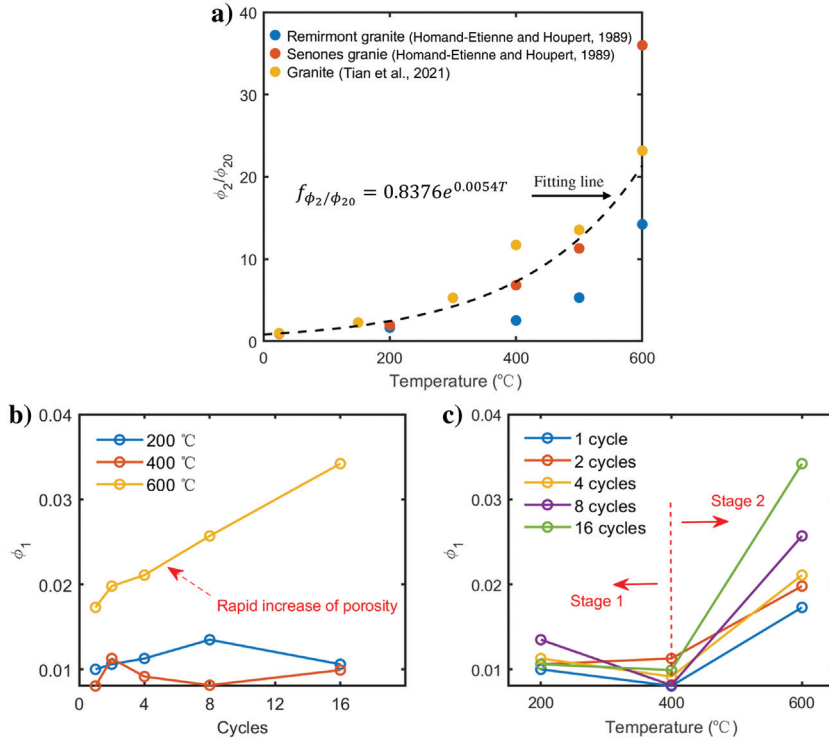 a)
40
30
20
10
0
ϕ2/ϕ20
Remirmont granite (Homand-Etienne and Houpert, 1989)
Senones granie (Homand-Etienne and Houpert, 1989)
Granite (Tian et al., 2021)
fϕ2/ϕ20 = 0.8376e^0.0054T
Fitting line
0 200 400 600
Temperature (℃)
b)
0.04
0.03
0.02
0.01
ϕ1
200 ℃
400 ℃
600 ℃
Rapid increase of porosity
0 4 8 12 16
Cycles
c)
0.04
0.03
0.02
0.01
ϕ1
1 cycle
2 cycles
4 cycles
8 cycles
16 cycles
Stage 2
Stage 1
200 400 600
Temperature (℃)